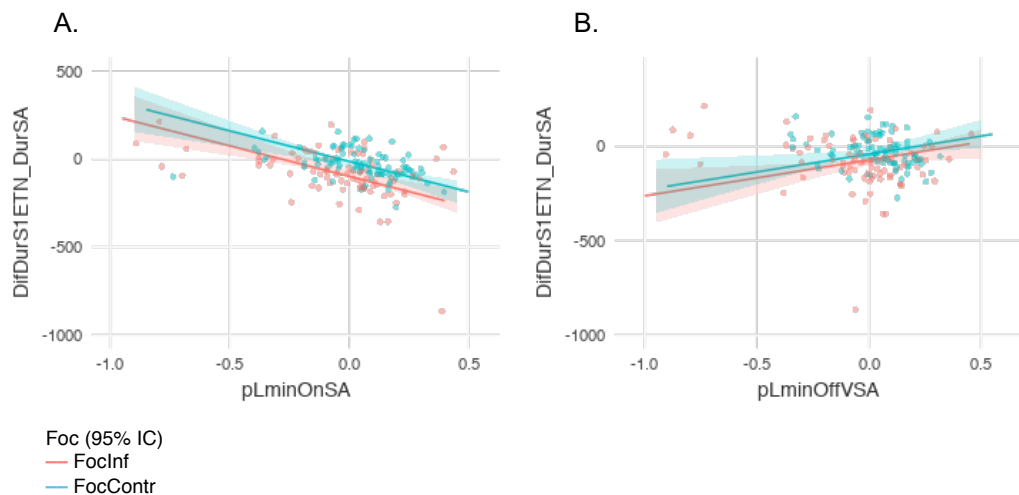 A.
B.
500
0
-500
-1000
DifDurS1ETN_DurSA
-1.0 -0.5 0.0 0.5
pLminOnSA
0
-500
-1000
DifDurS1ETN_DurSA
-1.0 -0.5 0.0 0.5
pLminOffVSA
Foc (95% IC)
FocInf
FocContr